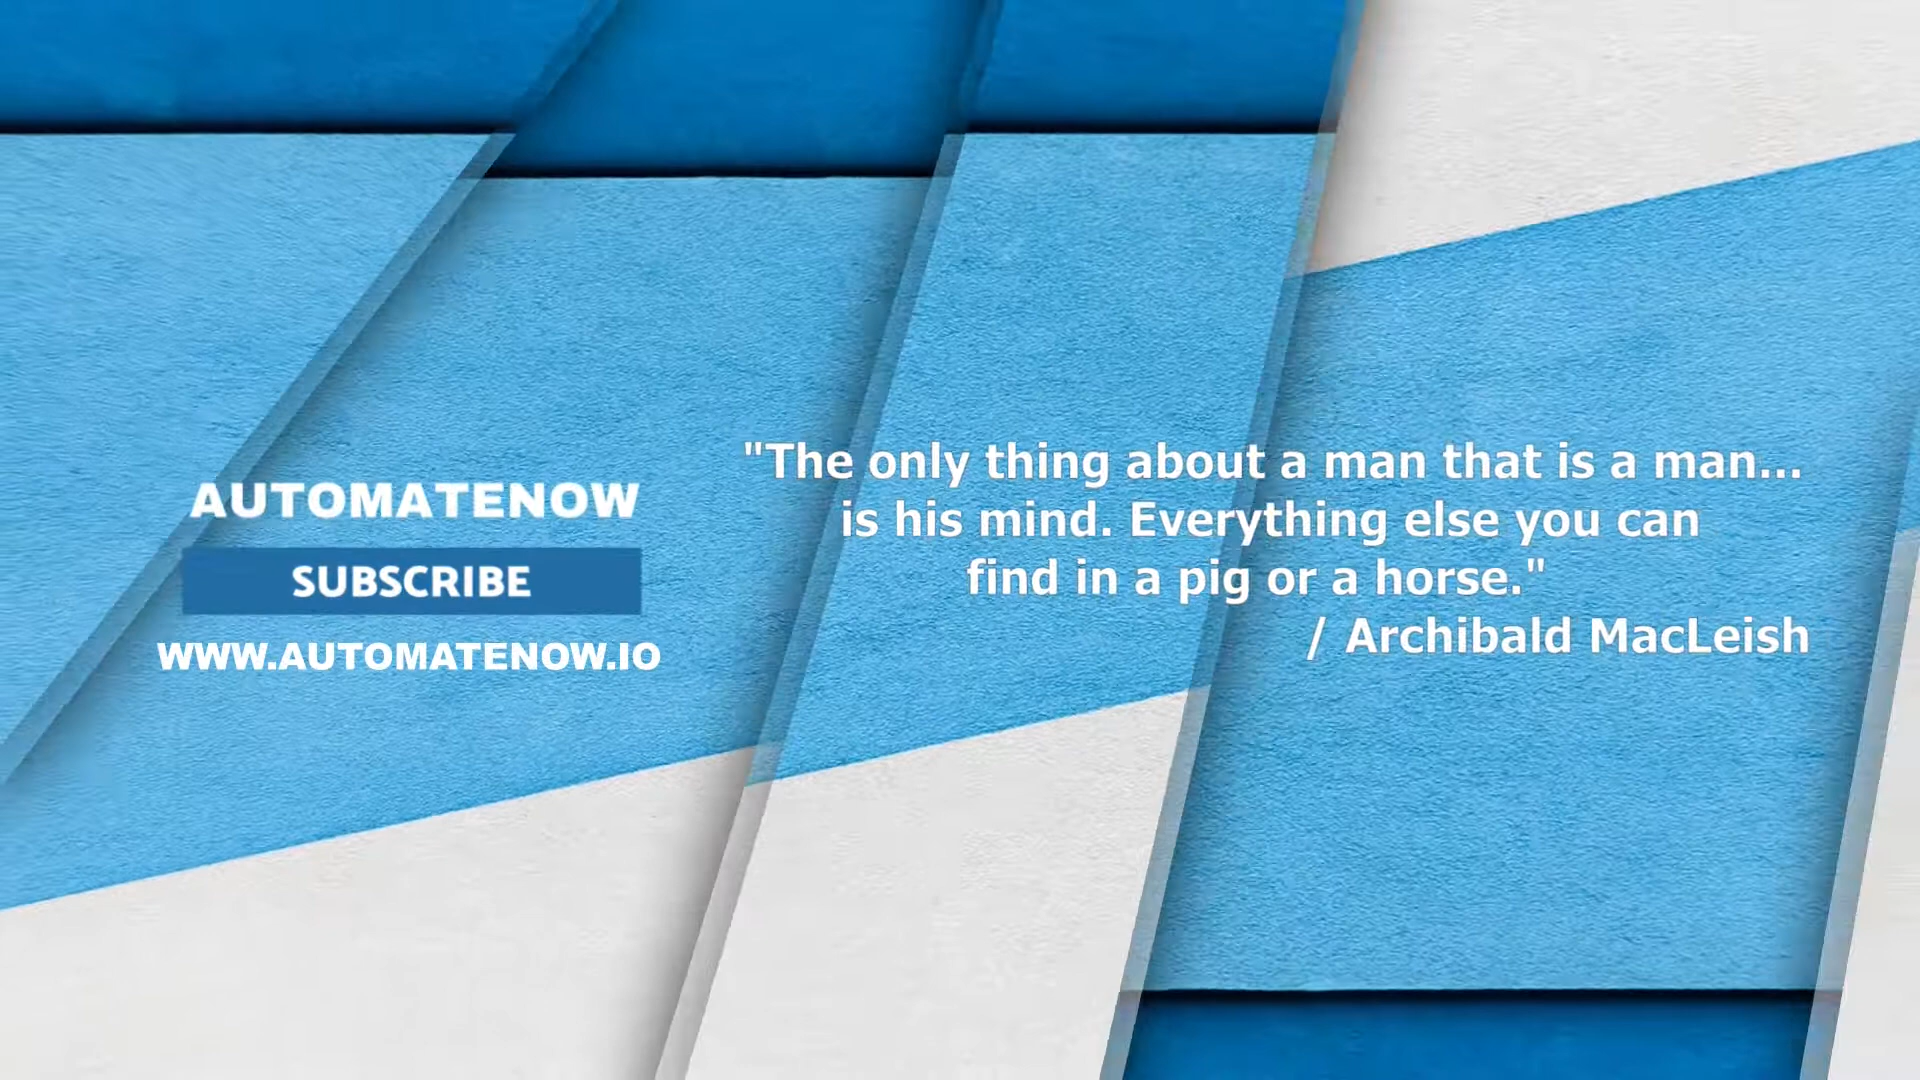 AUTOMATENOW
SUBSCRIBE
WWW.AUTOMATENOW.IO
"The only thing about a man that is a man...
is his mind. Everything else you can
find in a pig or a horse."
/ Archibald MacLeish